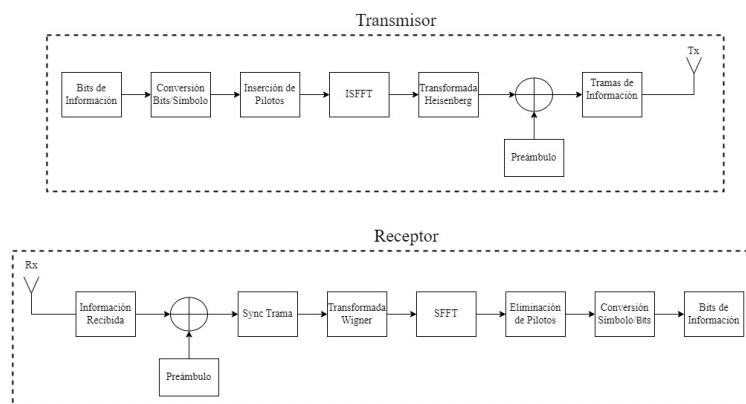 Transmisor
Tx
Bits de
Información
Conversión
Bits/Símbolo
Inserción de
Pilotos
ISFFT
Transformada
Heisenberg
Tramas de
Información
Preámbulo
Receptor
Rx
Información
Recibida
Sync Trama
Transformada
Wigner
SFFT
Eliminación
de Pilotos
Conversión
Símbolo/Bits
Bits de
Información
Preámbulo